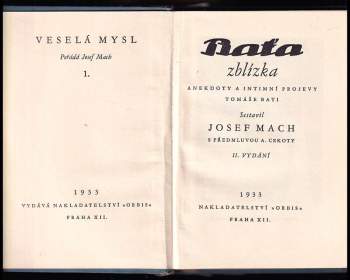 VESELÁ MYSL
Pořádá Josef Mach
1.
1933
VYDÁVÁ NAKLADATELSTVÍ »ORBIS«
PRAHA XII.
Baťa
zblízka
ANEKDOTY A INTIMNÍ PROJEVY
TOMÁŠE BATI
Sestavil
JOSEF MACH
S PŘEDMLUVOU A. CEKOTY
II. VYDÁNÍ
1933
NAKLADATELSTVÍ »ORBIS«
PRAHA XII.